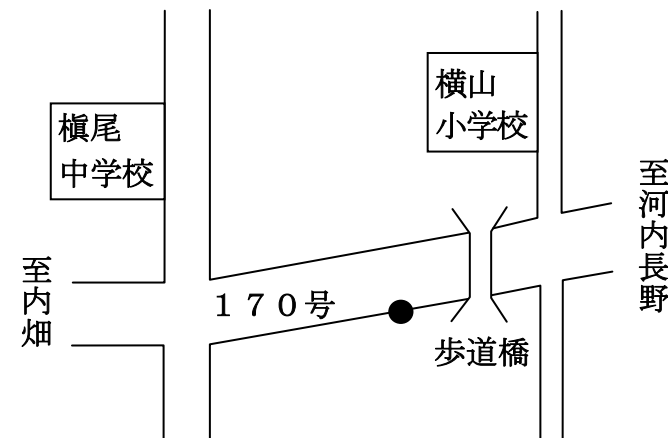 横山
小学校
槇尾
中学校
至河内長野
至内畑
１７０号
歩道橋